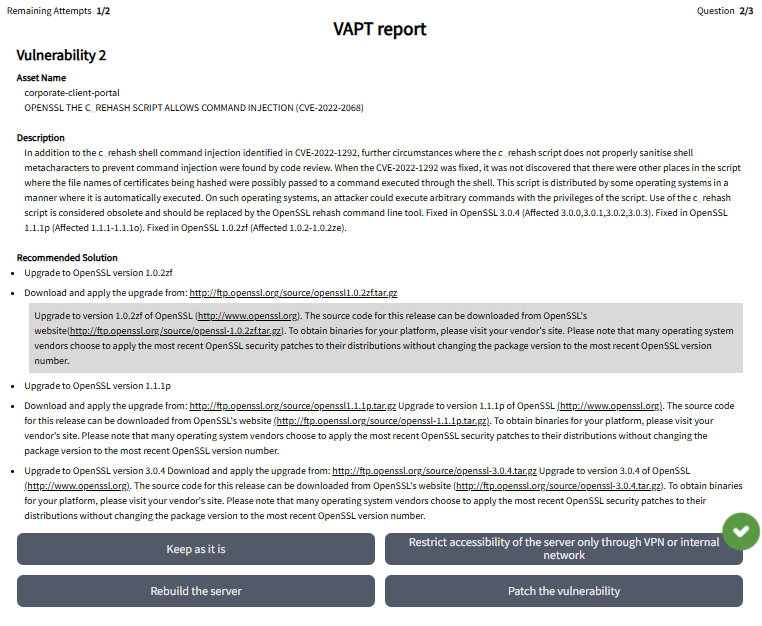 Remaining Attempts 1/2
Question 2/3
VAPT report
Vulnerability 2
Asset Name
corporate-client-portal
OPENSSL THE C_REHASH SCRIPT ALLOWS COMMAND INJECTION (CVE-2022-2068)
Description
In addition to the c_rehash shell command injection identified in CVE-2022-1292, further circumstances where the c_rehash script does not properly sanitise shell
metacharacters to prevent command injection were found by code review. When the CVE-2022-1292 was fixed, it was not discovered that there were other places in the script
where the file names of certificates being hashed were possibly passed to a command executed through the shell. This script is distributed by some operating systems in a
manner where it is automatically executed. On such operating systems, an attacker could execute arbitrary commands with the privileges of the script. Use of the c_rehash
script is considered obsolete and should be replaced by the OpenSSL rehash command line tool. Fixed in OpenSSL 3.0.4 (Affected 3.0.0,3.0.1,3.0.2,3.0.3). Fixed in OpenSSL
1.1.1p (Affected 1.1.1-1.1.1o). Fixed in OpenSSL 1.0.2zf (Affected 1.0.2-1.0.2ze).
Recommended Solution
• Upgrade to OpenSSL version 1.0.2zf
• Download and apply the upgrade from: http://ftp.openssl.org/source/openssl1.0.2zf.tar.gz
Upgrade to version 1.0.2zf of OpenSSL (http://www.openssl.org). The source code for this release can be downloaded from OpenSSL's
website(http://ftp.openssl.org/source/openssl-1.0.2zf.tar.gz). To obtain binaries for your platform, please visit your vendor's site. Please note that many operating system
vendors choose to apply the most recent OpenSSL security patches to their distributions without changing the package version to the most recent OpenSSL version
number.
• Upgrade to OpenSSL version 1.1.1p
• Download and apply the upgrade from: http://ftp.openssl.org/source/openssl1.1.1p.tar.gz Upgrade to version 1.1.1p of OpenSSL (http://www.openssl.org). The source code
for this release can be downloaded from OpenSSL's website (http://ftp.openssl.org/source/openssl-1.1.1p.tar.gz). To obtain binaries for your platform, please visit your
vendor's site. Please note that many operating system vendors choose to apply the most recent OpenSSL security patches to their distributions without changing the
package version to the most recent OpenSSL version number.
• Upgrade to OpenSSL version 3.0.4 Download and apply the upgrade from: http://ftp.openssl.org/source/openssl-3.0.4.tar.gz Upgrade to version 3.0.4 of OpenSSL
(http://www.openssl.org). The source code for this release can be downloaded from OpenSSL's website (http://ftp.openssl.org/source/openssl-3.0.4.tar.gz). To obtain binaries
for your platform, please visit your vendor's site. Please note that many operating system vendors choose to apply the most recent OpenSSL security patches to their
distributions without changing the package version to the most recent OpenSSL version number.
Keep as it is
Restrict accessibility of the server only through VPN or internal
network
Rebuild the server
Patch the vulnerability